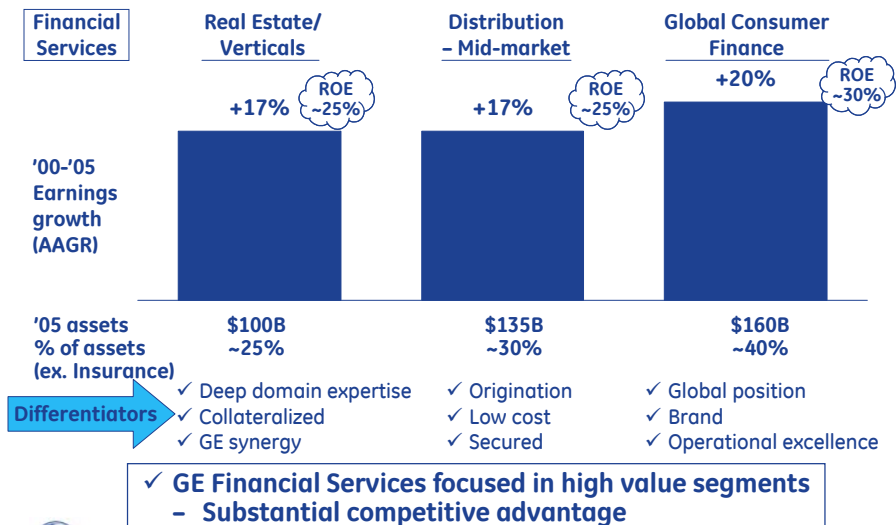 Financial
Services
Real Estate/
Verticals
Distribution
– Mid-market
Global Consumer
Finance
+17%
ROE
~25%
+17%
ROE
~25%
+20%
ROE
~30%
'00-'05
Earnings
growth
(AAGR)
'05 assets
% of assets
(ex. Insurance)
$100B
~25%
$135B
~30%
$160B
~40%
Differentiators
✓ Deep domain expertise
✓ Collateralized
✓ GE synergy
✓ Origination
✓ Low cost
✓ Secured
✓ Global position
✓ Brand
✓ Operational excellence
✓ GE Financial Services focused in high value segments
– Substantial competitive advantage